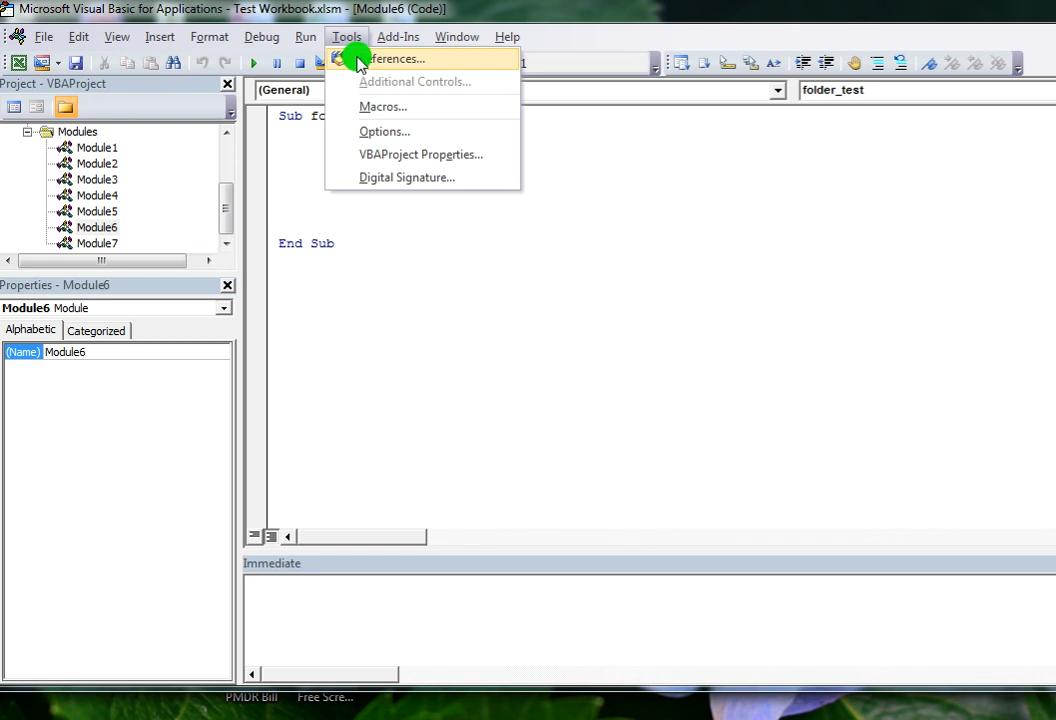 Microsoft Visual Basic for Applications - Test Workbook.xlsm - [Module6 (Code)]
File Edit View Insert Format Debug Run Tools Add-Ins Window Help
Project - VBAProject
Modules
Module1
Module2
Module3
Module4
Module5
Module6
Module7
Properties - Module6
Module6 Module
Alphabetic Categorized
(Name) Module6
Additional Controls...
Macros...
Options...
VBAProject Properties...
Digital Signature...
(General) folder_test
Sub
End Sub
Immediate
PMDR Bill Free Scre...